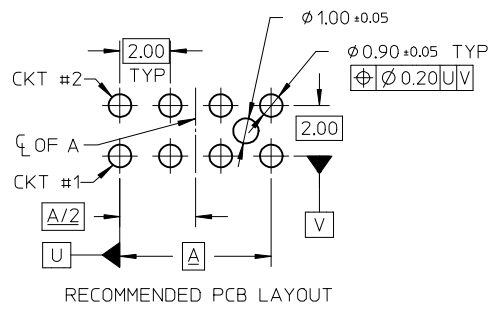 Ø 1.00 ±0.05
2.00
TYP
Ø 0.90 ±0.05 TYP
⌖ Ø 0.20 U V
CKT #2
℄ OF A
2.00
CKT #1
A/2
V
U
A
RECOMMENDED PCB LAYOUT